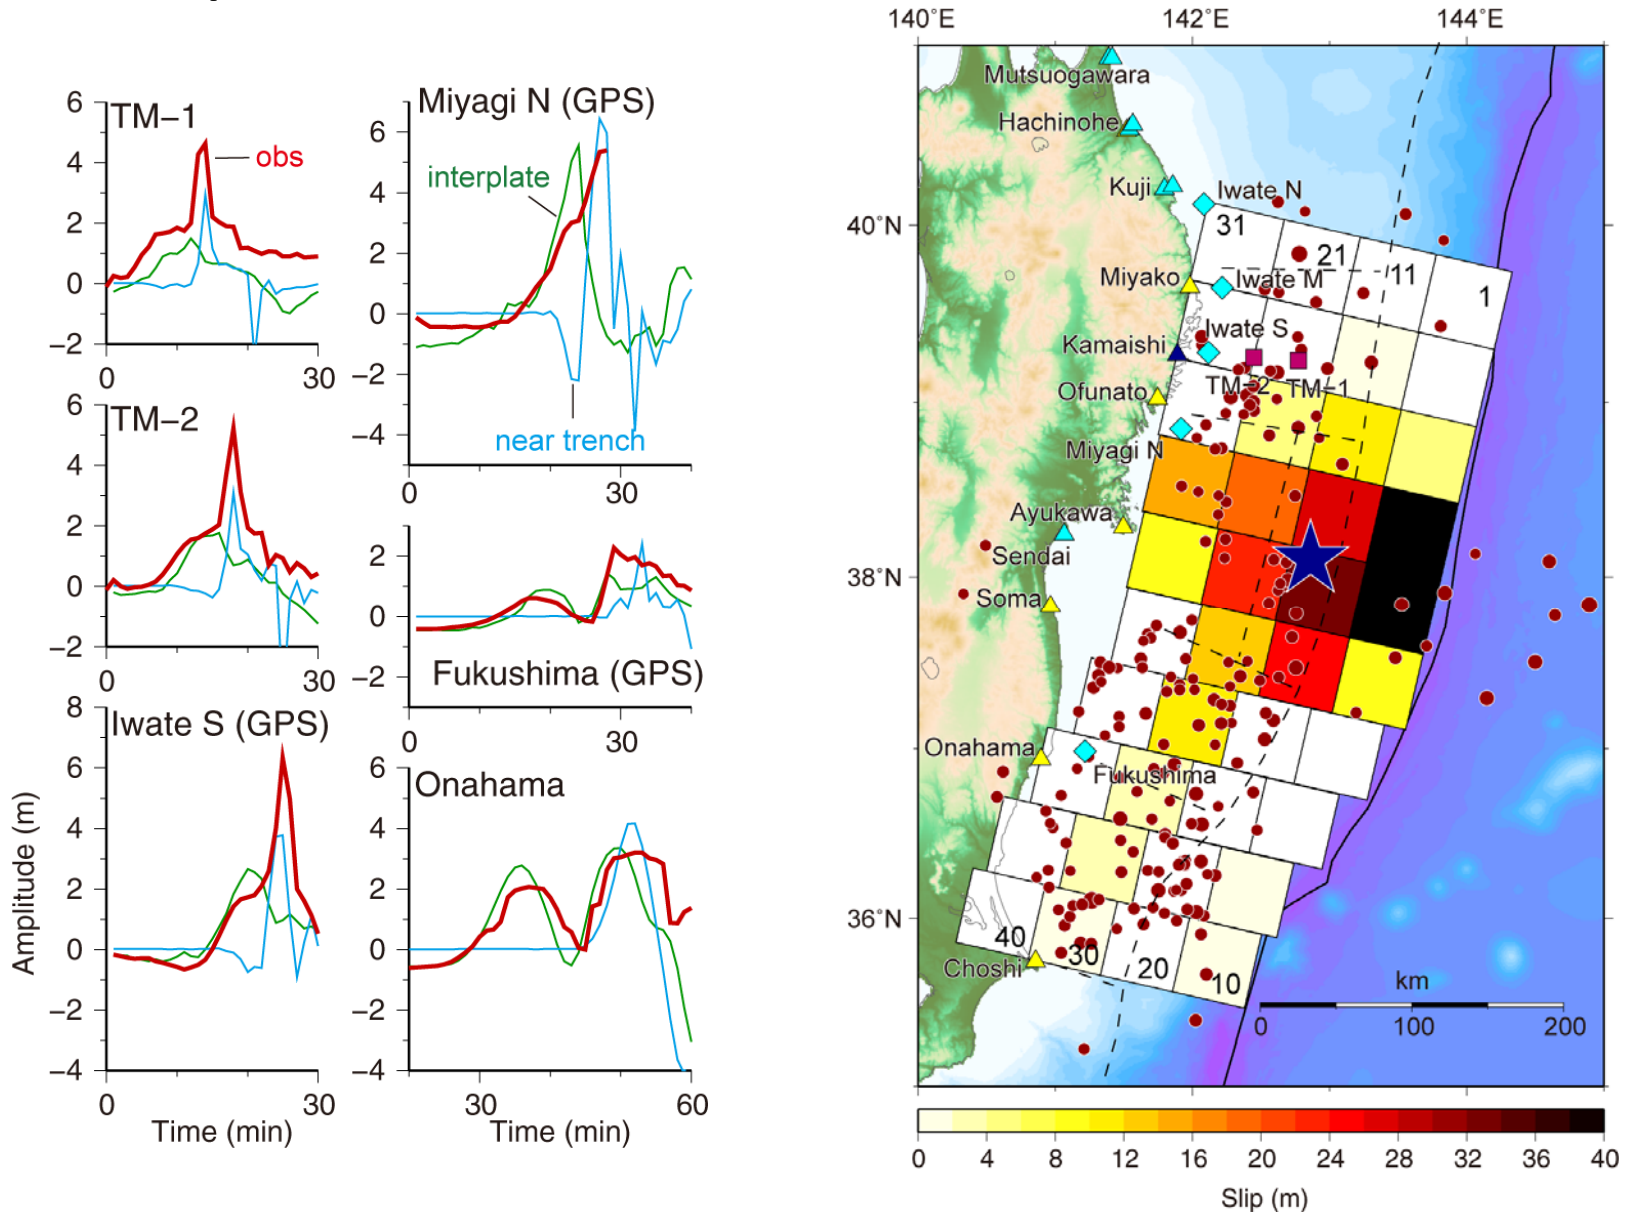 TM−1
6
4
2
0
−2
0
30
obs
TM−2
6
4
2
0
−2
0
30
Iwate S (GPS)
8
6
4
2
0
−2
−4
0
30
Amplitude (m)
Time (min)
Miyagi N (GPS)
6
4
2
0
−2
−4
0
30
interplate
near trench
2
0
−2
Fukushima (GPS)
0
30
Onahama
6
4
2
0
−2
−4
30
60
Time (min)
140°E
142°E
144°E
40°N
38°N
36°N
Mutsuogawara
Hachinohe
Kuji
Iwate N
31
21
11
1
Miyako
Iwate M
Iwate S
Kamaishi
TM−2
TM−1
Ofunato
Miyagi N
Ayukawa
Sendai
Soma
Onahama
Fukushima
40
30
20
10
Choshi
km
0
100
200
0
4
8
12
16
20
24
28
32
36
40
Slip (m)